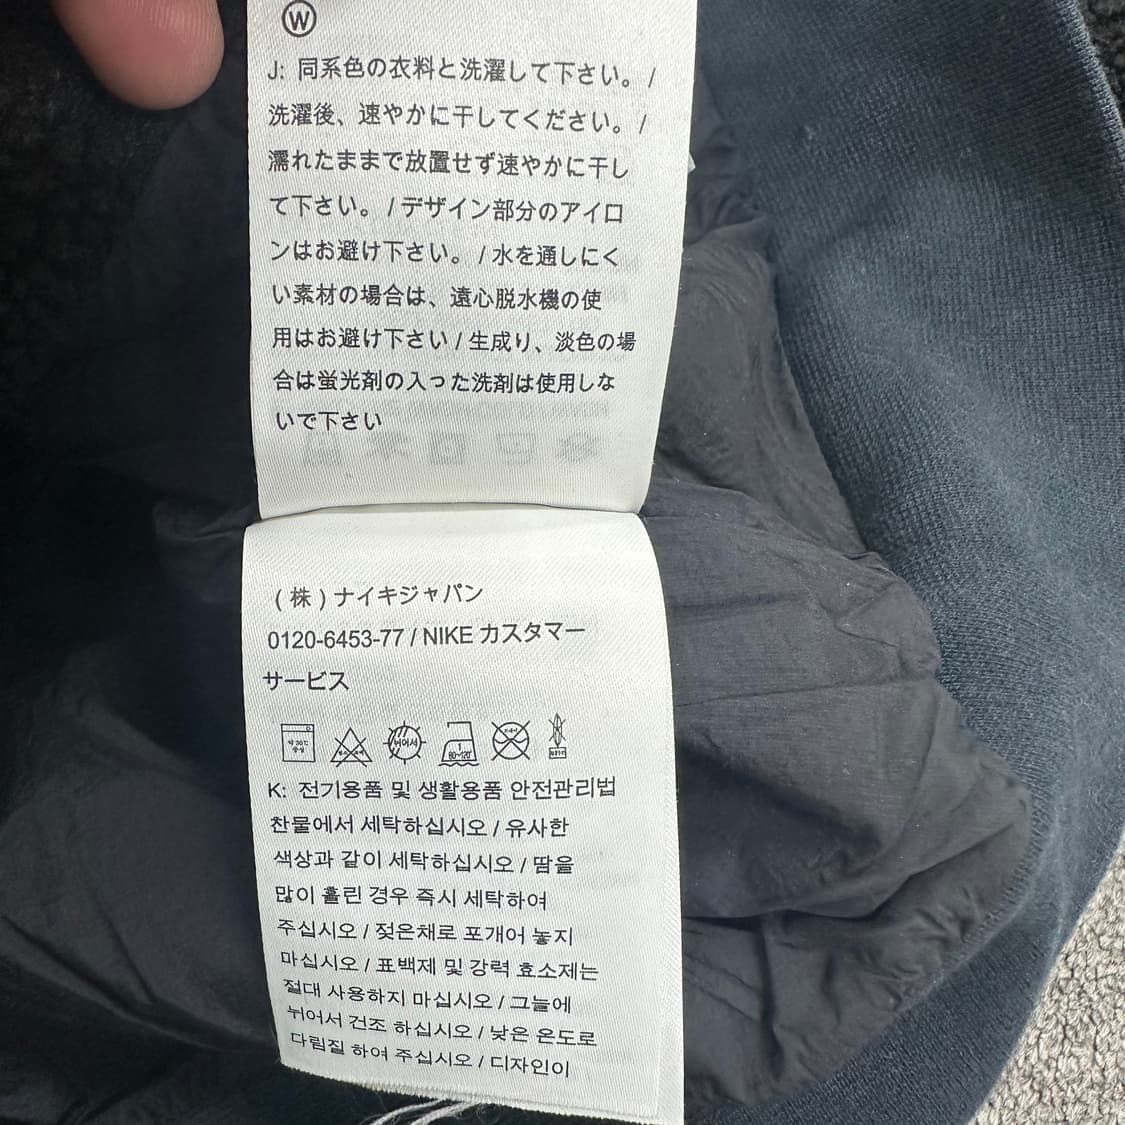 W
J: 同系色の衣料と洗濯して下さい。 /
洗濯後、速やかに干してください。 /
濡れたままで放置せず速やかに干し
て下さい。 / デザイン部分のアイロ
ンはお避け下さい。 / 水を通しにく
い素材の場合は、遠心脱水機の使
用はお避け下さい / 生成り、淡色の場
合は蛍光剤の入った洗剤は使用しな
いで下さい
( 株 ) ナイキジャパン
0120-6453-77 / NIKE カスタマー
サービス
약 30℃ 중성 뉘어서 1 80~120℃
K: 전기용품 및 생활용품 안전관리법
찬물에서 세탁하십시오 / 유사한
색상과 같이 세탁하십시오 / 땀을
많이 흘린 경우 즉시 세탁하여
주십시오 / 젖은채로 포개어 놓지
마십시오 / 표백제 및 강력 효소제는
절대 사용하지 마십시오 / 그늘에
뉘어서 건조 하십시오 / 낮은 온도로
다림질 하여 주십시오 / 디자인이